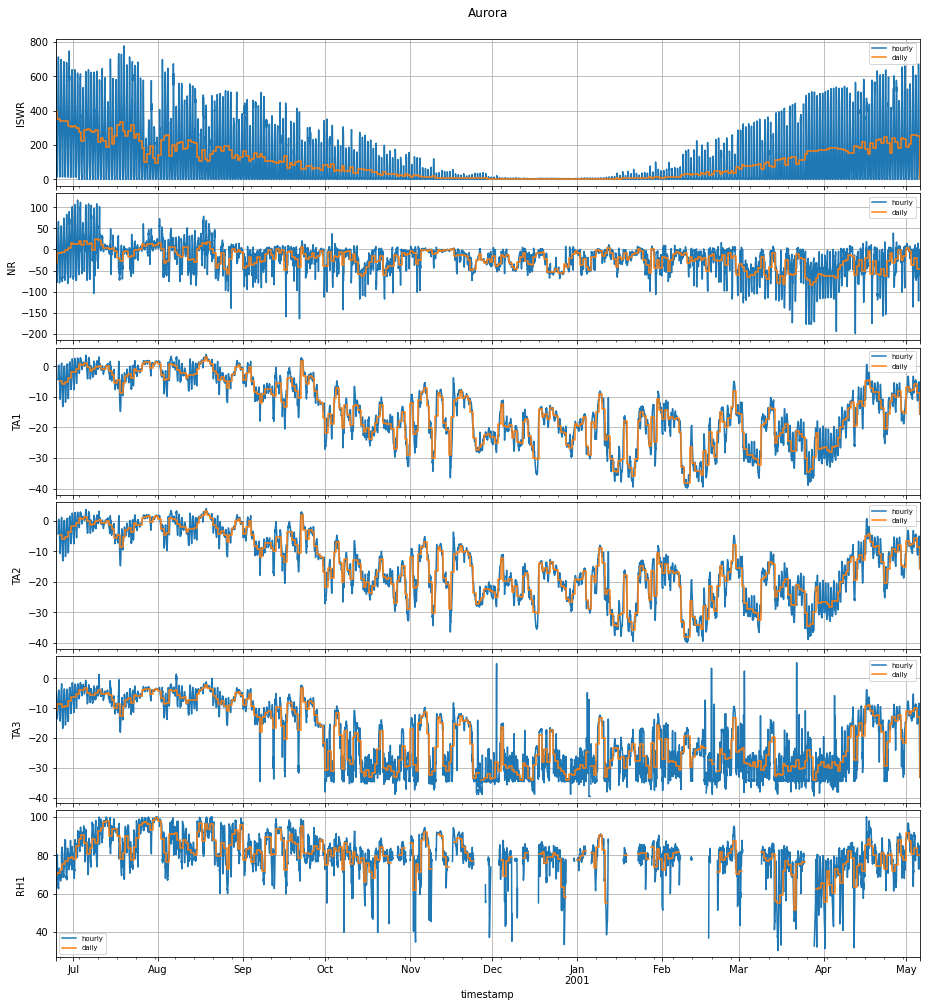 Aurora
800
600
400
200
0
ISWR
hourly
daily
100
50
0
−50
−100
−150
−200
NR
hourly
daily
0
−10
−20
−30
−40
TA1
hourly
daily
0
−10
−20
−30
−40
TA2
hourly
daily
0
−10
−20
−30
−40
TA3
hourly
daily
100
80
60
40
RH1
hourly
daily
Jul Aug Sep Oct Nov Dec Jan Feb Mar Apr May
2001
timestamp